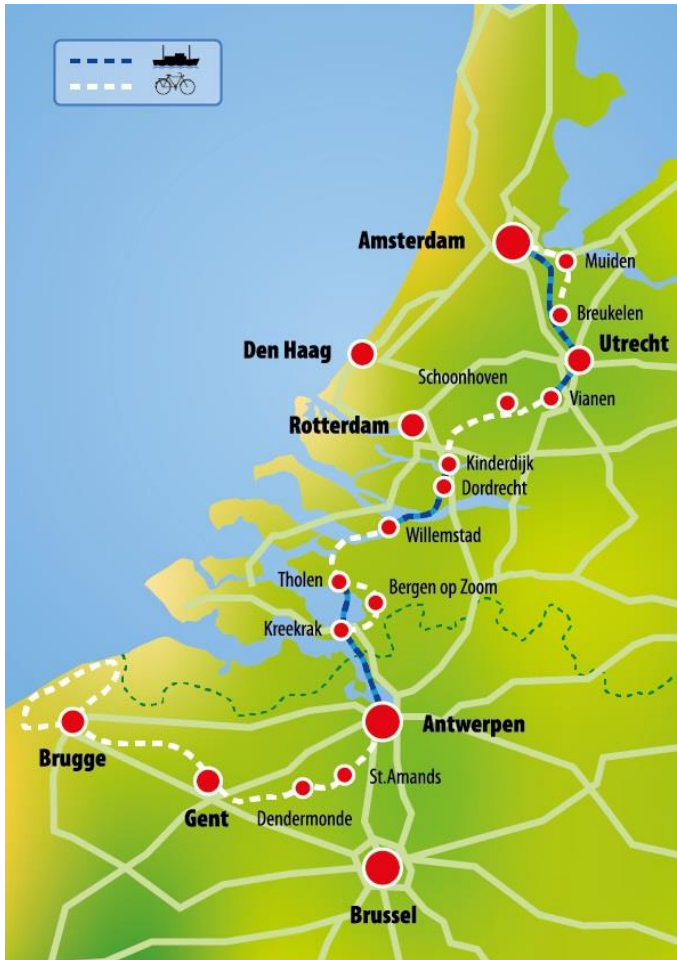 Amsterdam
Muiden
Breukelen
Den Haag
Utrecht
Schoonhoven
Vianen
Rotterdam
Kinderdijk
Dordrecht
Willemstad
Tholen
Bergen op Zoom
Kreekrak
Antwerpen
Brugge
St.Amands
Gent
Dendermonde
Brussel